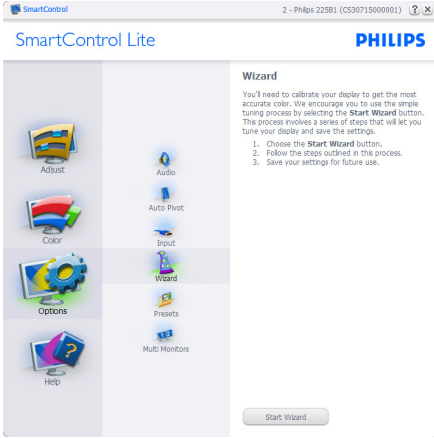 SmartControl
2 - Philips 225B1 (CS30715000001)
SmartControl Lite
PHILIPS
Adjust
Color
Options
Help
Audio
Auto Pivot
Input
Wizard
Presets
Multi Monitors
Wizard
You'll need to calibrate your display to get the most
accurate color. We encourage you to use the simple
tuning process by selecting the Start Wizard button.
This process involves a series of steps that will let you
tune your display and save the settings.
1. Choose the Start Wizard button.
2. Follow the steps outlined in this process.
3. Save your settings for future use.
Start Wizard